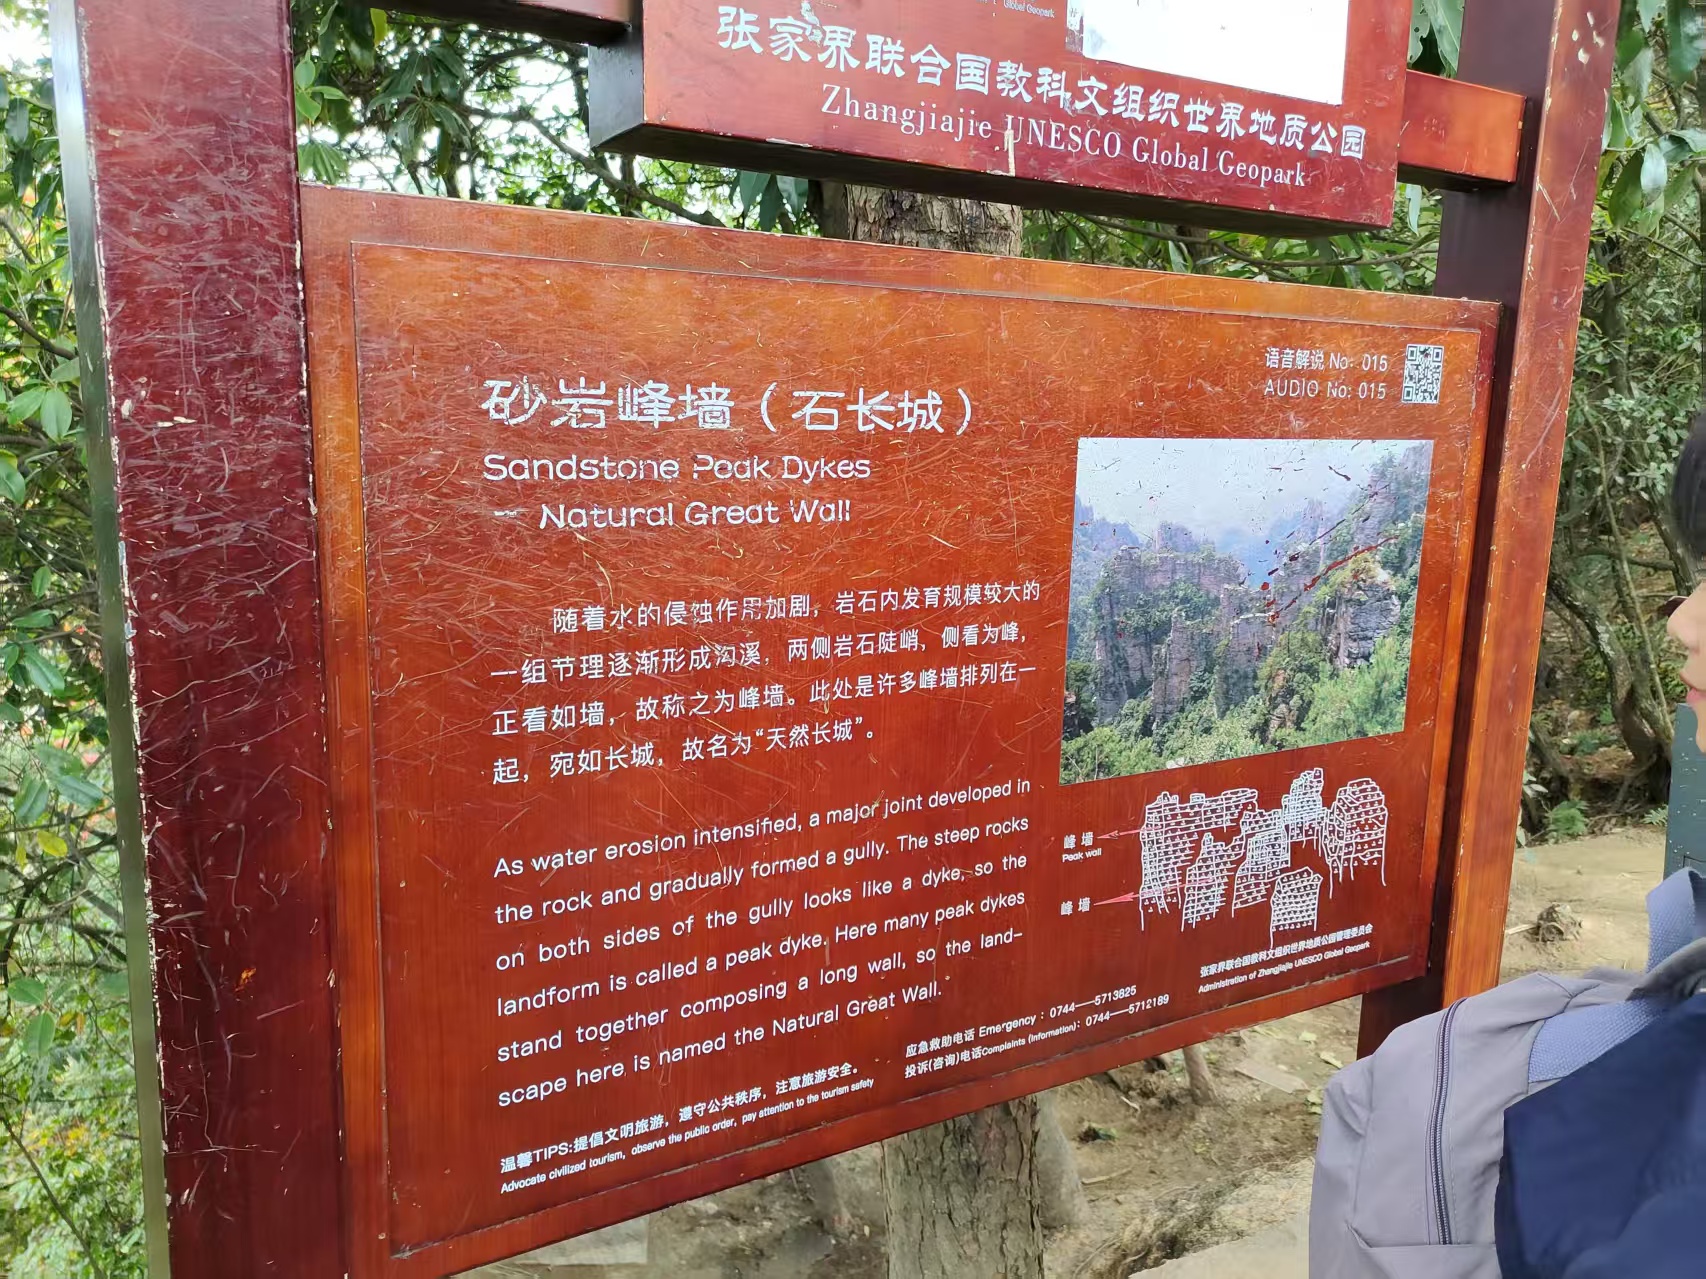 Global Geopark
张家界联合国教科文组织世界地质公园
Zhangjiajie UNESCO Global Geopark
语音解说 No: 015
AUDIO No: 015
砂岩峰墙（石长城）
Sandstone Peak Dykes
— Natural Great Wall
随着水的侵蚀作用加剧，岩石内发育规模较大的
一组节理逐渐形成沟溪，两侧岩石陡峭，侧看为峰，
正看如墙，故称之为峰墙。此处是许多峰墙排列在一
起，宛如长城，故名为“天然长城”。
As water erosion intensified, a major joint developed in
the rock and gradually formed a gully. The steep rocks
on both sides of the gully looks like a dyke, so the
landform is called a peak dyke. Here many peak dykes
stand together composing a long wall, so the land-
scape here is named the Natural Great Wall.
峰墙
Peak wall
峰墙
张家界联合国教科文组织世界地质公园管理委员会
Administration of Zhangjiajie UNESCO Global Geopark
应急救助电话 Emergency : 0744——5713825
投诉(咨询)电话Complaints (Information): 0744——5712189
温馨TIPS:提倡文明旅游，遵守公共秩序，注意旅游安全。
Advocate civilized tourism, observe the public order, pay attention to the tourism safety